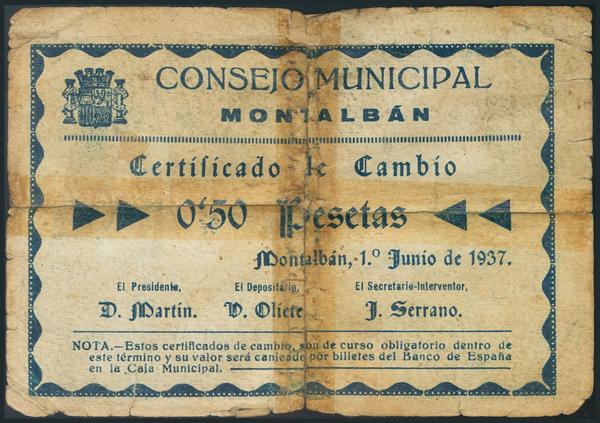 CONSEJO MUNICIPAL
MONTALBÁN
Certificado de Cambio
0'50 Pesetas
Montalbán, 1.º Junio de 1937.
El Presidente, El Depositario, El Secretario-Interventor,
D. Martín. V. Oliete J. Serrano.
NOTA.—Estos certificados de cambio, son de curso obligatorio dentro de
este término y su valor será canjeado por billetes del Banco de España
en la Caja Municipal.